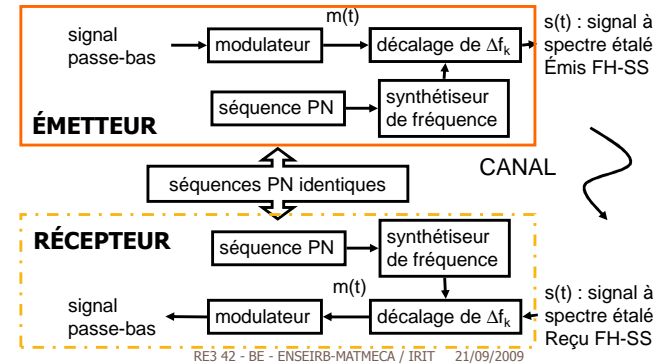 signal
passe-bas
modulateur
m(t)
décalage de Δfk
s(t) : signal à
spectre étalé
Émis FH-SS
séquence PN
synthétiseur
de fréquence
ÉMETTEUR
séquences PN identiques
CANAL
RÉCEPTEUR
séquence PN
synthétiseur
de fréquence
signal
passe-bas
modulateur
m(t)
décalage de Δfk
s(t) : signal à
spectre étalé
Reçu FH-SS
RE3 42 - BE - ENSEIRB-MATMECA / IRIT 21/09/2009